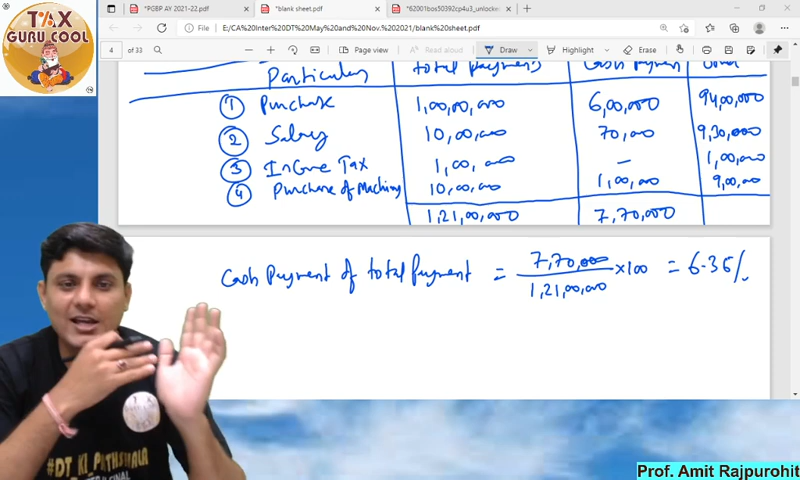 TAX
GURU COOL
*PGBP AY 2021-22.pdf
*blank sheet.pdf
*62001bos50392cp4u3_unlocked
File
E:/CA%20Inter%20DT%20May%20and%20Nov.%202021/blank%20sheet.pdf
4 of 33
Page view
Read aloud
Draw
Highlight
Erase
Particulars Total Payments Cash Payment
① Purchase 1,00,00,000 6,00,000 94,00,000
② Salary 10,00,000 70,000 9,30,000
③ Income Tax 1,00,000 – 1,00,000
④ Purchase of Machinery 10,00,000 1,00,000 9,00,000
1,21,00,000 7,70,000
Cash Payment of total Payment = 7,70,000 / 1,21,00,000 ×100 = 6.36%
#DT KI PATHSHALA
Prof. Amit Rajpurohit